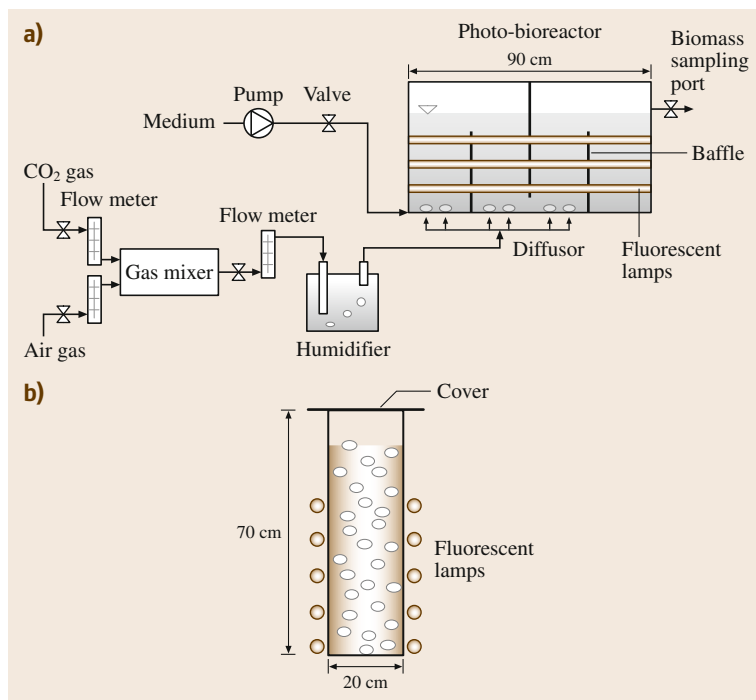 a)
Photo-bioreactor
90 cm
Biomass
sampling
port
Pump
Valve
Medium
Baffle
CO₂ gas
Flow meter
Flow meter
Gas mixer
Diffusor
Fluorescent
lamps
Humidifier
Air gas
b)
Cover
70 cm
Fluorescent
lamps
20 cm